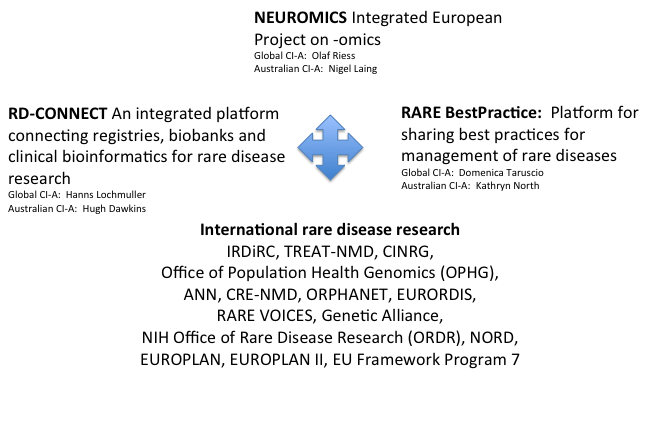 NEUROMICS Integrated European
Project on -omics
Global CI-A:  Olaf Riess
Australian CI-A:  Nigel Laing
RD-CONNECT An integrated platform
connecting registries, biobanks and
clinical bioinformatics for rare disease
research
Global CI-A:  Hanns Lochmuller
Australian CI-A:  Hugh Dawkins
RARE BestPractice:  Platform for
sharing best practices for
management of rare diseases
Global CI-A:  Domenica Taruscio
Australian CI-A:  Kathryn North
International rare disease research
IRDiRC, TREAT-NMD, CINRG,
Office of Population Health Genomics (OPHG),
ANN, CRE-NMD, ORPHANET, EURORDIS,
RARE VOICES, Genetic Alliance,
NIH Office of Rare Disease Research (ORDR), NORD,
EUROPLAN, EUROPLAN II, EU Framework Program 7